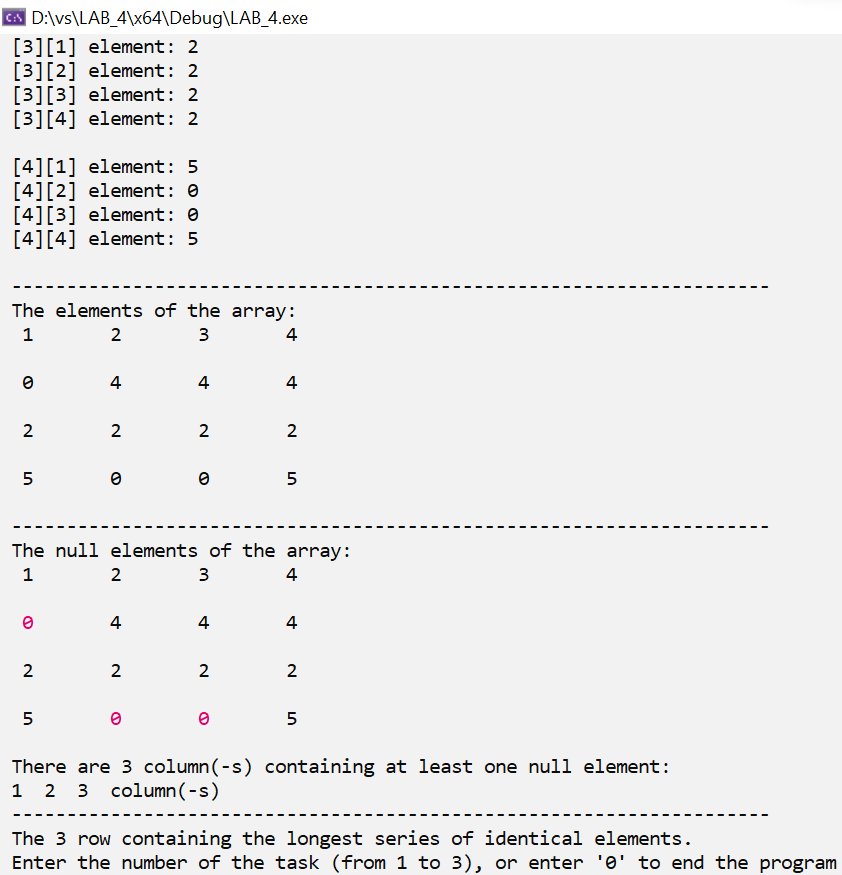 D:\vs\LAB_4\x64\Debug\LAB_4.exe
[3][1] element: 2
[3][2] element: 2
[3][3] element: 2
[3][4] element: 2
[4][1] element: 5
[4][2] element: 0
[4][3] element: 0
[4][4] element: 5
---------------------------------------------------------------------
The elements of the array:
1 2 3 4
0 4 4 4
2 2 2 2
5 0 0 5
---------------------------------------------------------------------
The null elements of the array:
1 2 3 4
0 4 4 4
2 2 2 2
5 0 0 5
There are 3 column(-s) containing at least one null element:
1 2 3 column(-s)
---------------------------------------------------------------------
The 3 row containing the longest series of identical elements.
Enter the number of the task (from 1 to 3), or enter '0' to end the program